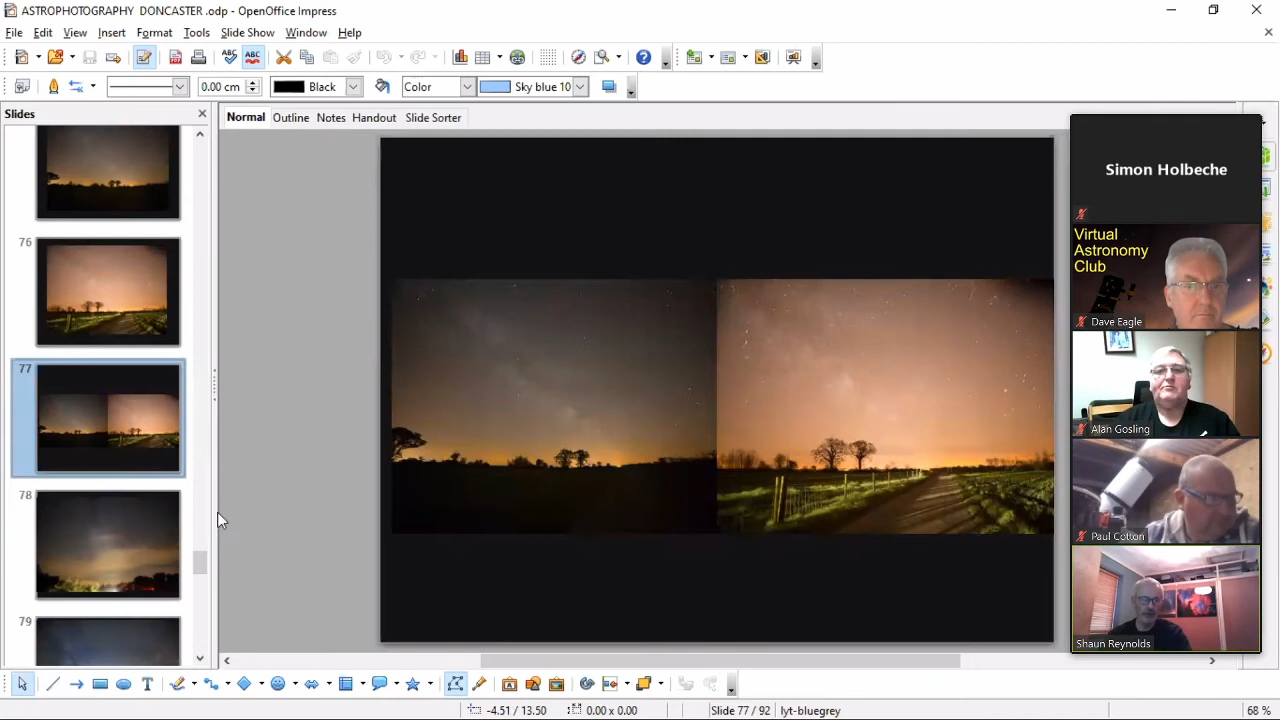 ASTROPHOTOGRAPHY DONCASTER .odp - OpenOffice Impress
File Edit View Insert Format Tools Slide Show Window Help
0.00 cm Black Color Sky blue 10
Slides
Normal Outline Notes Handout Slide Sorter
76
77
78
79
Simon Holbeche
Virtual
Astronomy
Club
Dave Eagle
Alan Gosling
Paul Cotton
Shaun Reynolds
-4.51 / 13.50 0.00 x 0.00 Slide 77 / 92 lyt-bluegrey 68 %